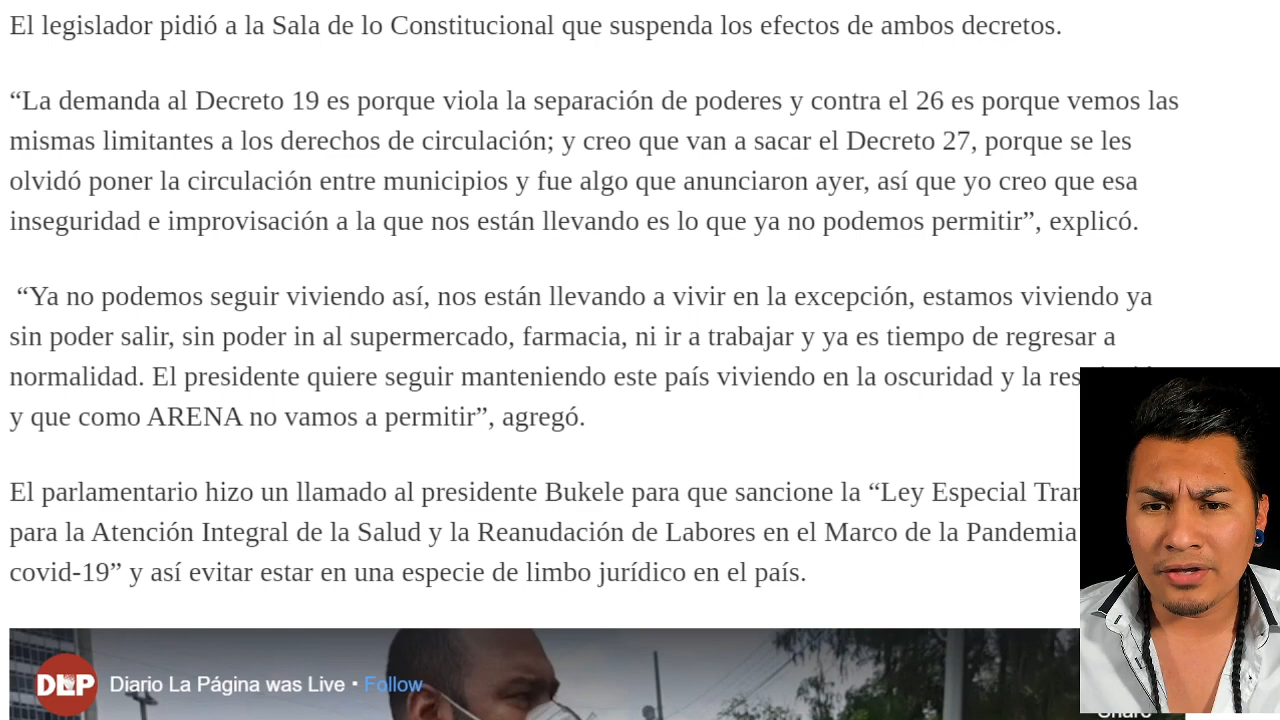 El legislador pidió a la Sala de lo Constitucional que suspenda los efectos de ambos decretos.
“La demanda al Decreto 19 es porque viola la separación de poderes y contra el 26 es porque vemos las
mismas limitantes a los derechos de circulación; y creo que van a sacar el Decreto 27, porque se les
olvidó poner la circulación entre municipios y fue algo que anunciaron ayer, así que yo creo que esa
inseguridad e improvisación a la que nos están llevando es lo que ya no podemos permitir”, explicó.
“Ya no podemos seguir viviendo así, nos están llevando a vivir en la excepción, estamos viviendo ya
sin poder salir, sin poder in al supermercado, farmacia, ni ir a trabajar y ya es tiempo de regresar a
normalidad. El presidente quiere seguir manteniendo este país viviendo en la oscuridad y la
y que como ARENA no vamos a permitir”, agregó.
El parlamentario hizo un llamado al presidente Bukele para que sancione la “Ley Especial
para la Atención Integral de la Salud y la Reanudación de Labores en el Marco de la Pandemia
covid-19” y así evitar estar en una especie de limbo jurídico en el país.
DLP Diario La Página was Live • Follow